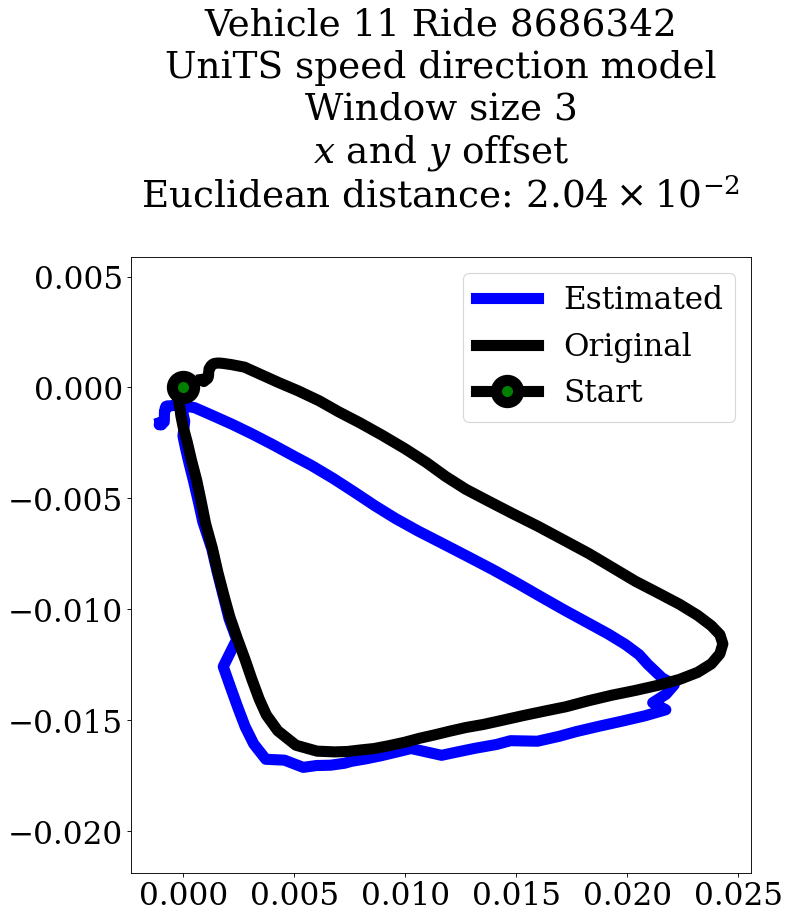 Vehicle 11 Ride 8686342
UniTS speed direction model
Window size 3
x and y offset
Euclidean distance: 2.04 × 10⁻²
Estimated
Original
Start
0.005
0.000
−0.005
−0.010
−0.015
−0.020
0.000 0.005 0.010 0.015 0.020 0.025